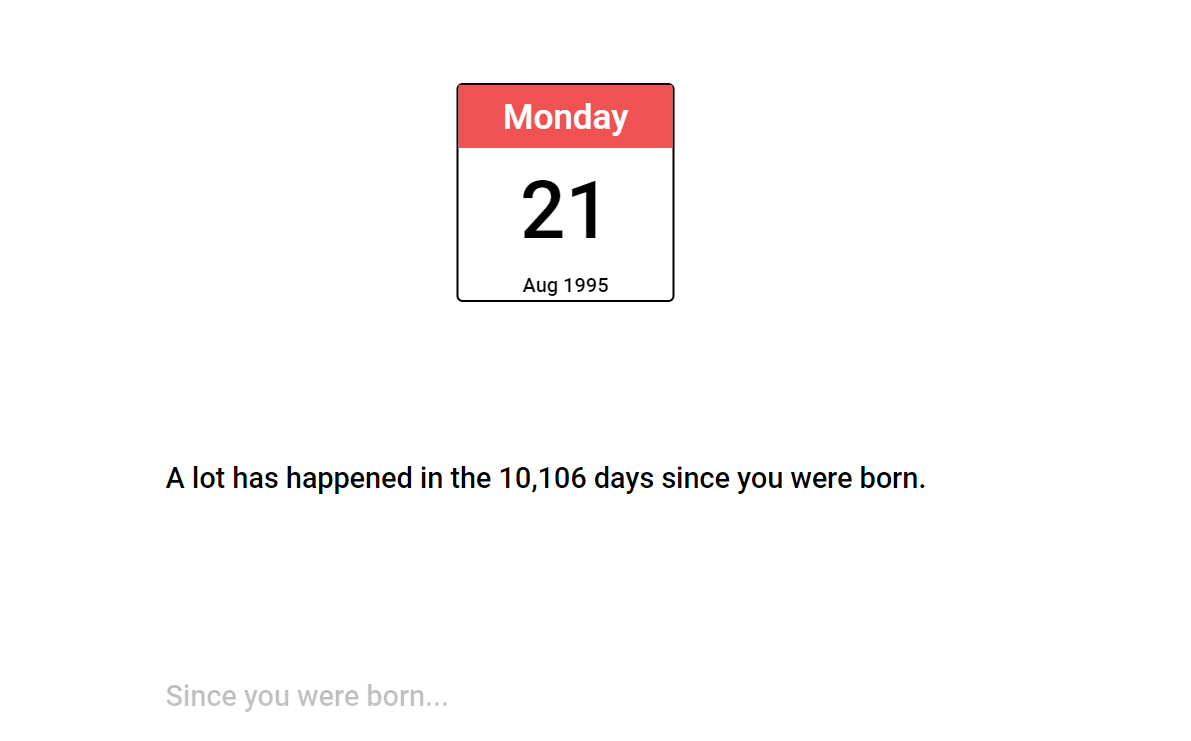 Monday
21
Aug 1995
A lot has happened in the 10,106 days since you were born.
Since you were born...